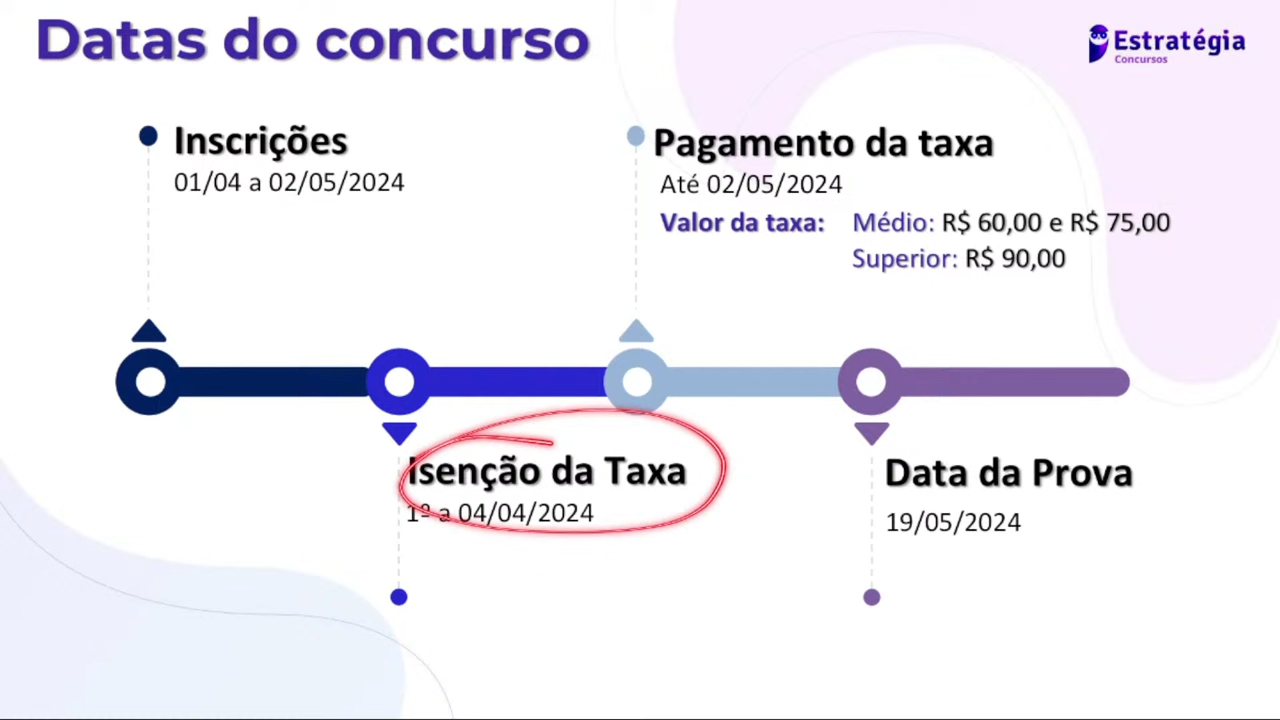 Datas do concurso
Estratégia
Concursos
Inscrições
01/04 a 02/05/2024
Pagamento da taxa
Até 02/05/2024
Valor da taxa: Médio: R$ 60,00 e R$ 75,00
Superior: R$ 90,00
Isenção da Taxa
1º a 04/04/2024
Data da Prova
19/05/2024